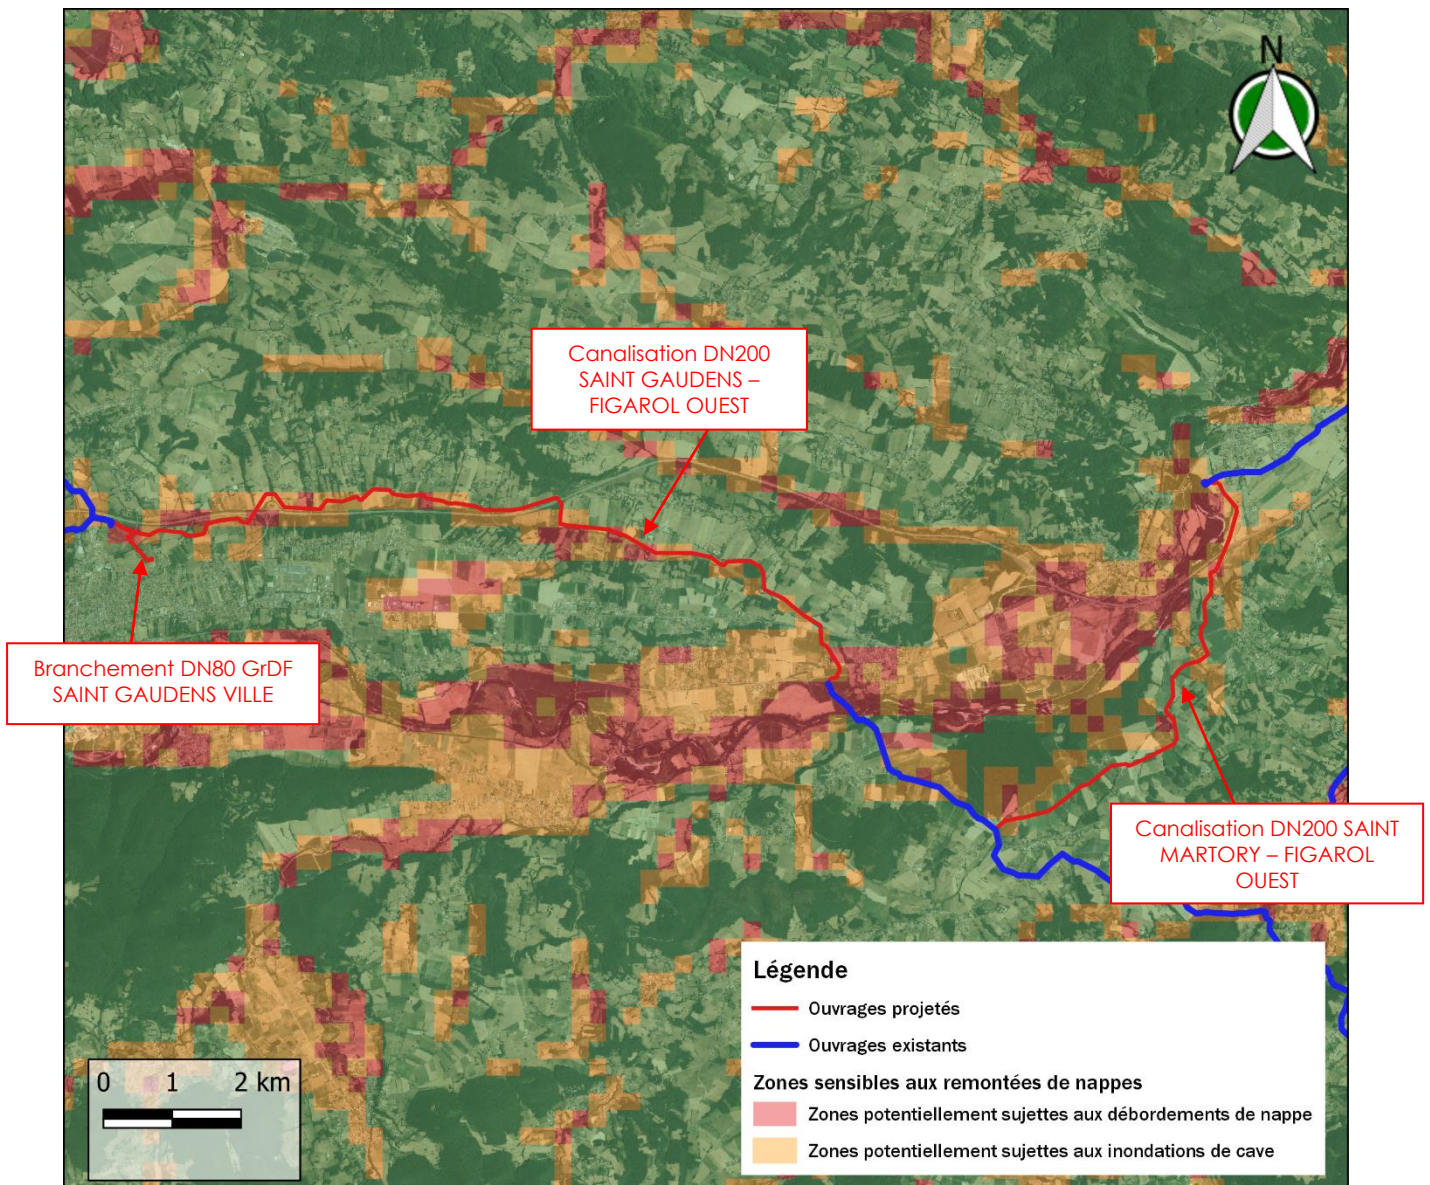 N
Canalisation DN200
SAINT GAUDENS –
FIGAROL OUEST
Branchement DN80 GrDF
SAINT GAUDENS VILLE
Canalisation DN200 SAINT
MARTORY – FIGAROL
OUEST
Légende
Ouvrages projetés
Ouvrages existants
Zones sensibles aux remontées de nappes
Zones potentiellement sujettes aux débordements de nappe
Zones potentiellement sujettes aux inondations de cave
0 1 2 km